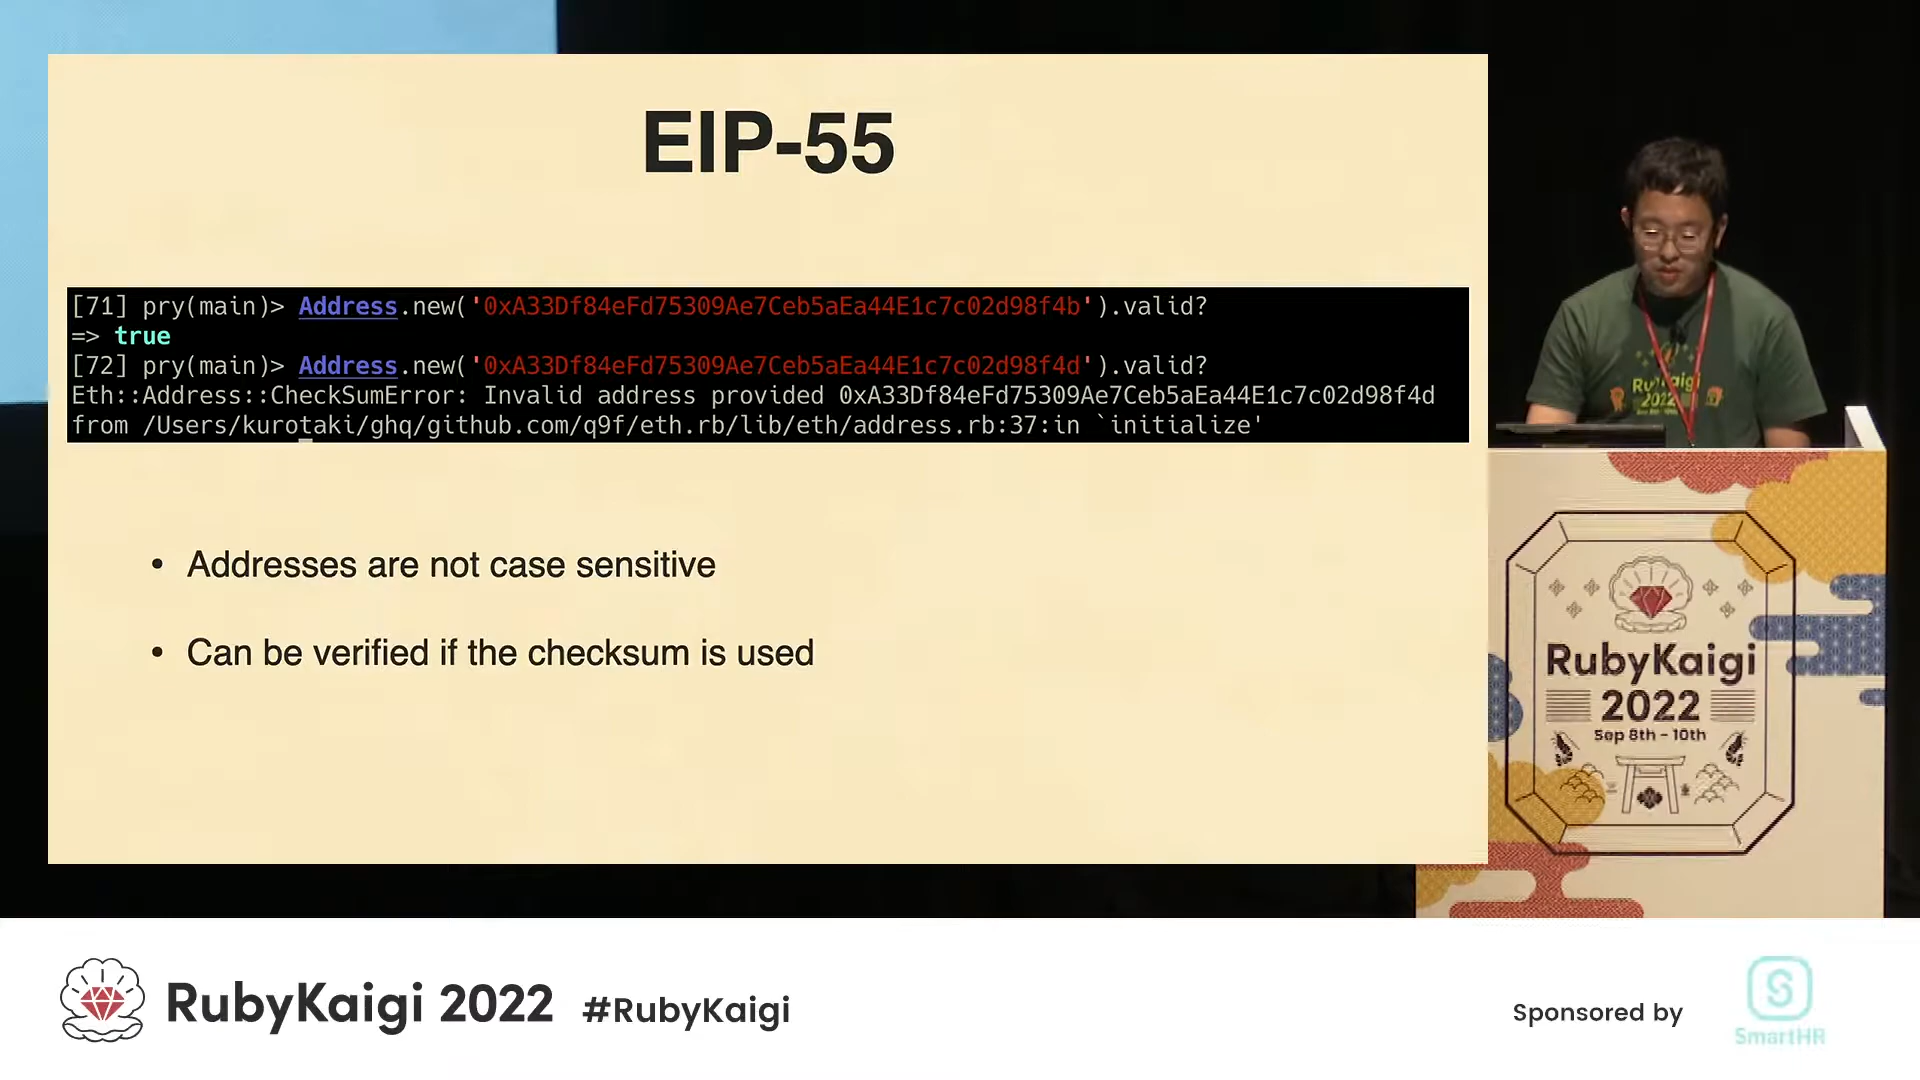 EIP-55
[71] pry(main)> Address.new('0xA33Df84eFd75309Ae7Ceb5aEa44E1c7c02d98f4b').valid?
=> true
[72] pry(main)> Address.new('0xA33Df84eFd75309Ae7Ceb5aEa44E1c7c02d98f4d').valid?
Eth::Address::CheckSumError: Invalid address provided 0xA33Df84eFd75309Ae7Ceb5aEa44E1c7c02d98f4d
from /Users/kurotaki/ghq/github.com/q9f/eth.rb/lib/eth/address.rb:37:in `initialize'
• Addresses are not case sensitive
• Can be verified if the checksum is used
RubyKaigi
2022
RubyKaigi
2022
Sep 8th - 10th
RubyKaigi 2022 #RubyKaigi
Sponsored by
SmartHR